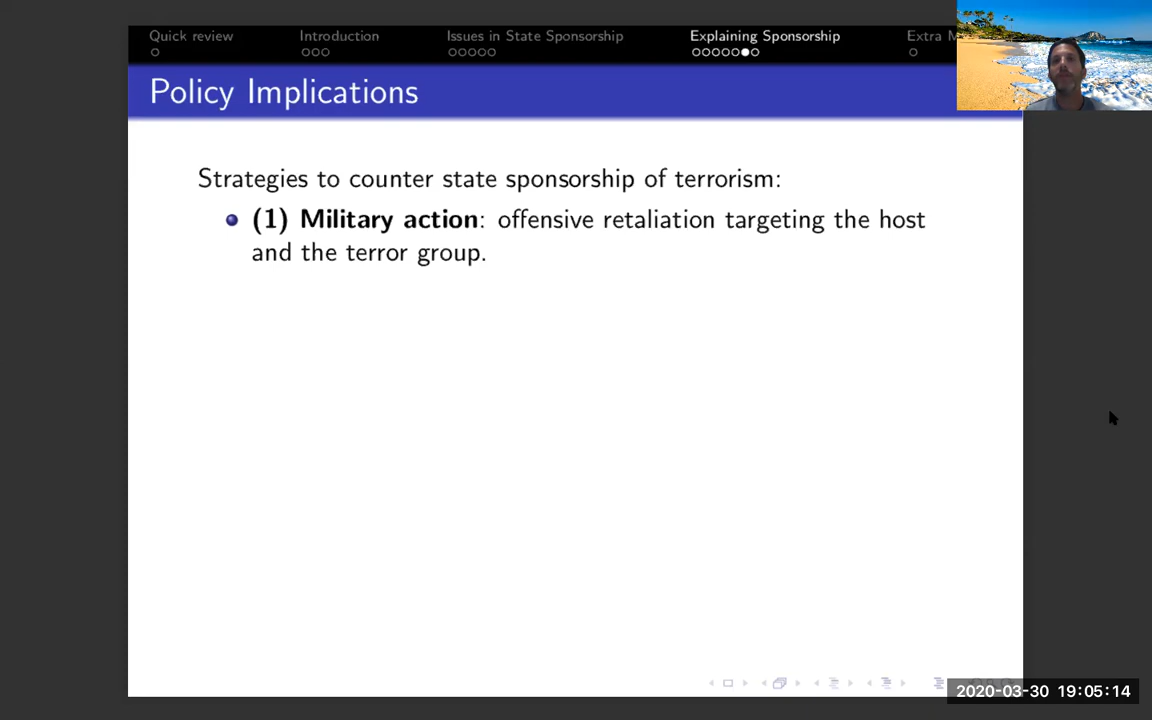 Quick review
Introduction
Issues in State Sponsorship
Explaining Sponsorship
Extra
Policy Implications
Strategies to counter state sponsorship of terrorism:
(1) Military action: offensive retaliation targeting the host
and the terror group.
2020-03-30 19:05:14